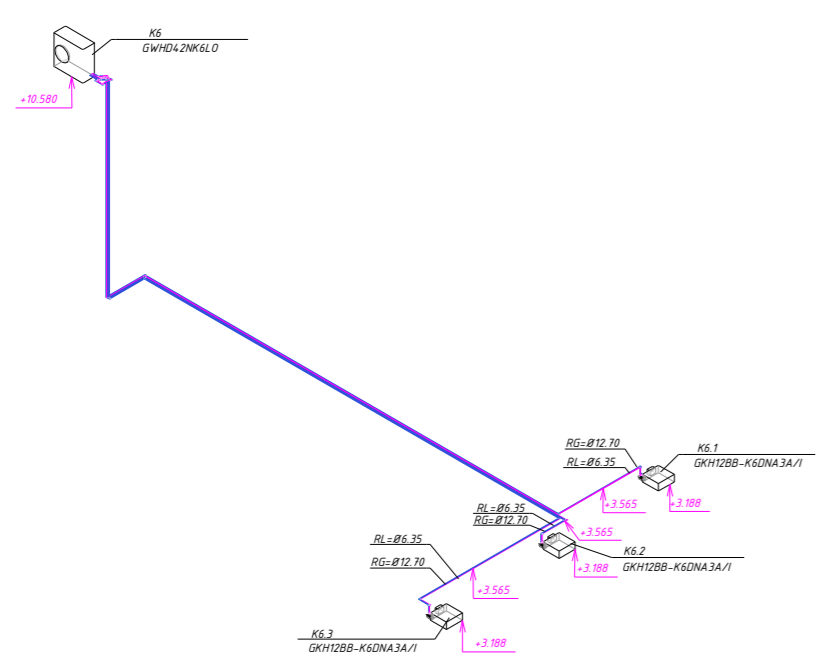 K6
GWHD42NK6LO
+10.580
RG=Ø12.70
RL=Ø6.35
K6.1
GKH12BB-K6DNA3A/I
+3.565
+3.188
RL=Ø6.35
RG=Ø12.70
+3.565
K6.2
GKH12BB-K6DNA3A/I
+3.188
RL=Ø6.35
RG=Ø12.70
+3.565
K6.3
GKH12BB-K6DNA3A/I
+3.188